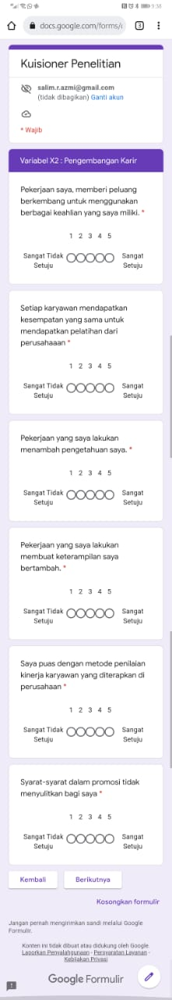 9:38
docs.google.com/forms/
3
Kuisioner Penelitian
salim.r.azmi@gmail.com
(tidak dibagikan) Ganti akun
* Wajib
Variabel X2 : Pengembangan Karir
Pekerjaan saya, memberi peluang
berkembang untuk menggunakan
berbagai keahlian yang saya miliki. *
1 2 3 4 5
Sangat Tidak Setuju
Sangat Setuju
Setiap karyawan mendapatkan
kesempatan yang sama untuk
mendapatkan pelatihan dari
perusahaaan *
1 2 3 4 5
Sangat Tidak Setuju
Sangat Setuju
Pekerjaan yang saya lakukan
menambah pengetahuan saya. *
1 2 3 4 5
Sangat Tidak Setuju
Sangat Setuju
Pekerjaan yang saya lakukan
membuat keterampilan saya
bertambah. *
1 2 3 4 5
Sangat Tidak Setuju
Sangat Setuju
Saya puas dengan metode penilaian
kinerja karyawan yang diterapkan di
perusahaan *
1 2 3 4 5
Sangat Tidak Setuju
Sangat Setuju
Syarat-syarat dalam promosi tidak
menyulitkan bagi saya *
1 2 3 4 5
Sangat Tidak Setuju
Sangat Setuju
Kembali
Berikutnya
Kosongkan formulir
Jangan pernah mengirimkan sandi melalui Google
Formulir.
Konten ini tidak dibuat atau didukung oleh Google.
Laporkan Penyalahgunaan - Persyaratan Layanan -
Kebijakan Privasi
Google Formulir